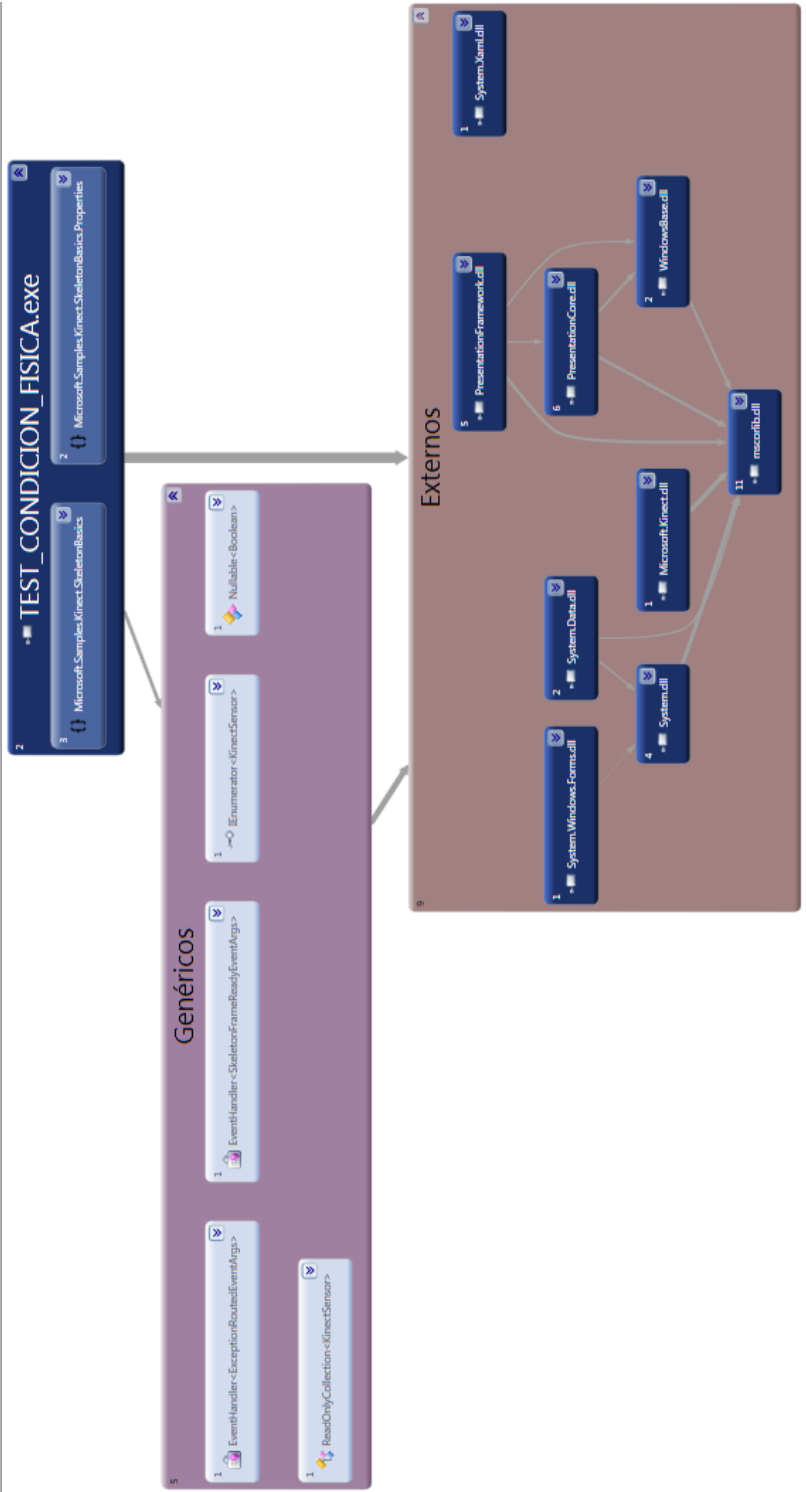 TEST_CONDICION_FISICA.exe
2
3
{} Microsoft.Samples.Kinect.SkeletonBasics
2
{} Microsoft.Samples.Kinect.SkeletonBasics.Properties
Genéricos
5
1
EventHandler<ExceptionRoutedEventArgs>
1
EventHandler<SkeletonFrameReadyEventArgs>
1
IEnumerator<KinectSensor>
1
Nullable<Boolean>
1
ReadOnlyCollection<KinectSensor>
Externos
9
5
PresentationFramework.dll
1
System.Xaml.dll
1
System.Windows.Forms.dll
2
System.Data.dll
6
PresentationCore.dll
4
System.dll
1
Microsoft.Kinect.dll
2
WindowsBase.dll
11
mscorlib.dll